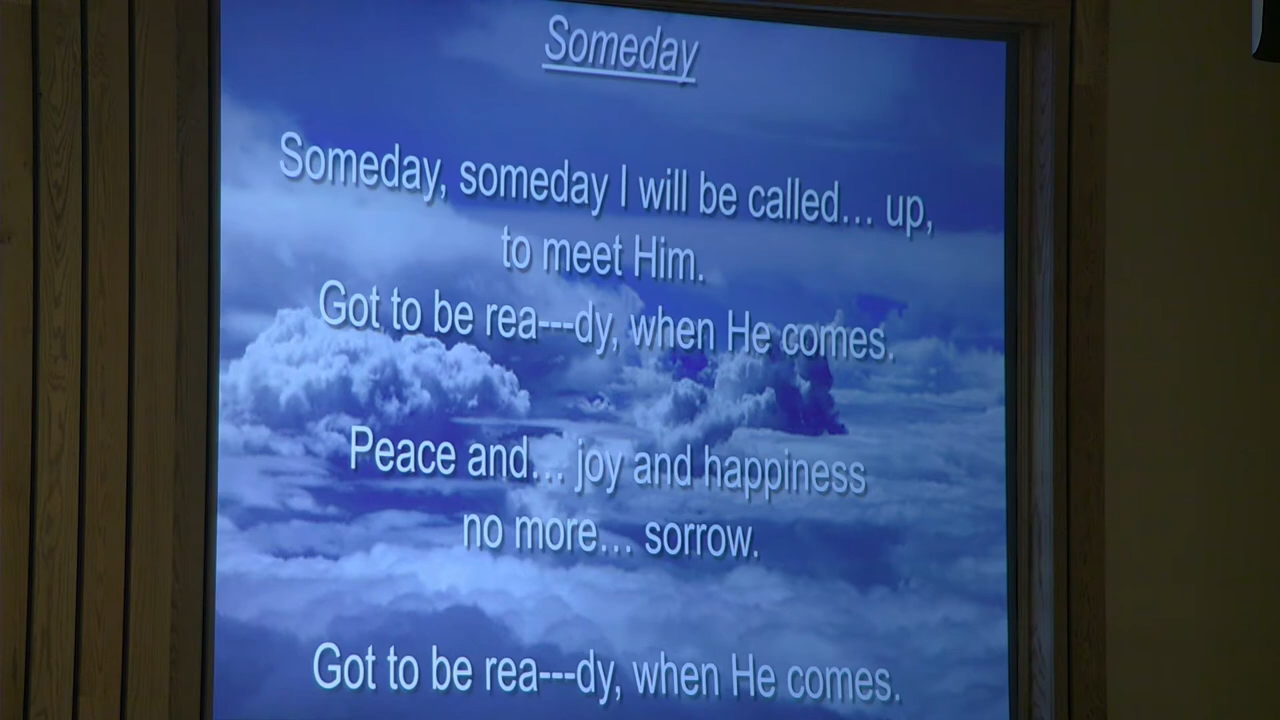 Someday
Someday, someday I will be called... up,
to meet Him.
Got to be rea---dy, when He comes.
Peace and... joy and happiness
no more... sorrow.
Got to be rea---dy, when He comes.